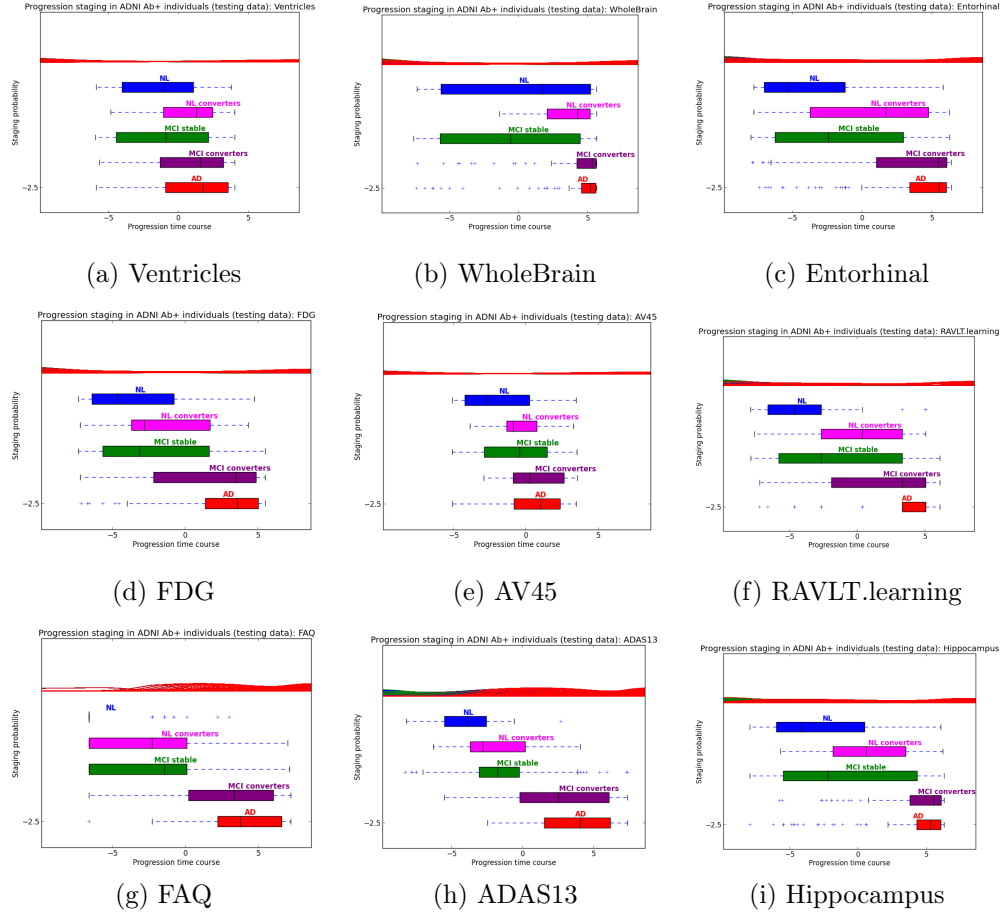 Progression staging in ADNI Ab+ individuals (testing data): Ventricles
Staging probability
NL
NL converters
MCI stable
MCI converters
AD
−2.5
−5 0 5
Progression time course
(a) Ventricles
Progression staging in ADNI Ab+ individuals (testing data): WholeBrain
Staging probability
NL
NL converters
MCI stable
MCI converters
AD
−2.5
−5 0 5
Progression time course
(b) WholeBrain
Progression staging in ADNI Ab+ individuals (testing data): Entorhinal
Staging probability
NL
NL converters
MCI stable
MCI converters
AD
−2.5
−5 0 5
Progression time course
(c) Entorhinal
Progression staging in ADNI Ab+ individuals (testing data): FDG
Staging probability
NL
NL converters
MCI stable
MCI converters
AD
−2.5
−5 0 5
Progression time course
(d) FDG
Progression staging in ADNI Ab+ individuals (testing data): AV45
Staging probability
NL
NL converters
MCI stable
MCI converters
AD
−2.5
−5 0 5
Progression time course
(e) AV45
Progression staging in ADNI Ab+ individuals (testing data): RAVLT.learning
Staging probability
NL
NL converters
MCI stable
MCI converters
AD
−2.5
−5 0 5
Progression time course
(f) RAVLT.learning
Progression staging in ADNI Ab+ individuals (testing data): FAQ
Staging probability
NL
NL converters
MCI stable
MCI converters
AD
−2.5
−5 0 5
Progression time course
(g) FAQ
Progression staging in ADNI Ab+ individuals (testing data): ADAS13
Staging probability
NL
NL converters
MCI stable
MCI converters
AD
−2.5
−5 0 5
Progression time course
(h) ADAS13
Progression staging in ADNI Ab+ individuals (testing data): Hippocampus
Staging probability
NL
NL converters
MCI stable
MCI converters
AD
−2.5
−5 0 5
Progression time course
(i) Hippocampus